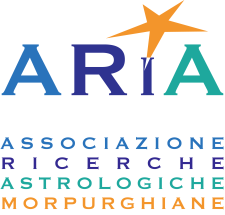 ARIA
ASSOCIAZIONE
RICERCHE
ASTROLOGICHE
MORPURGHIANE